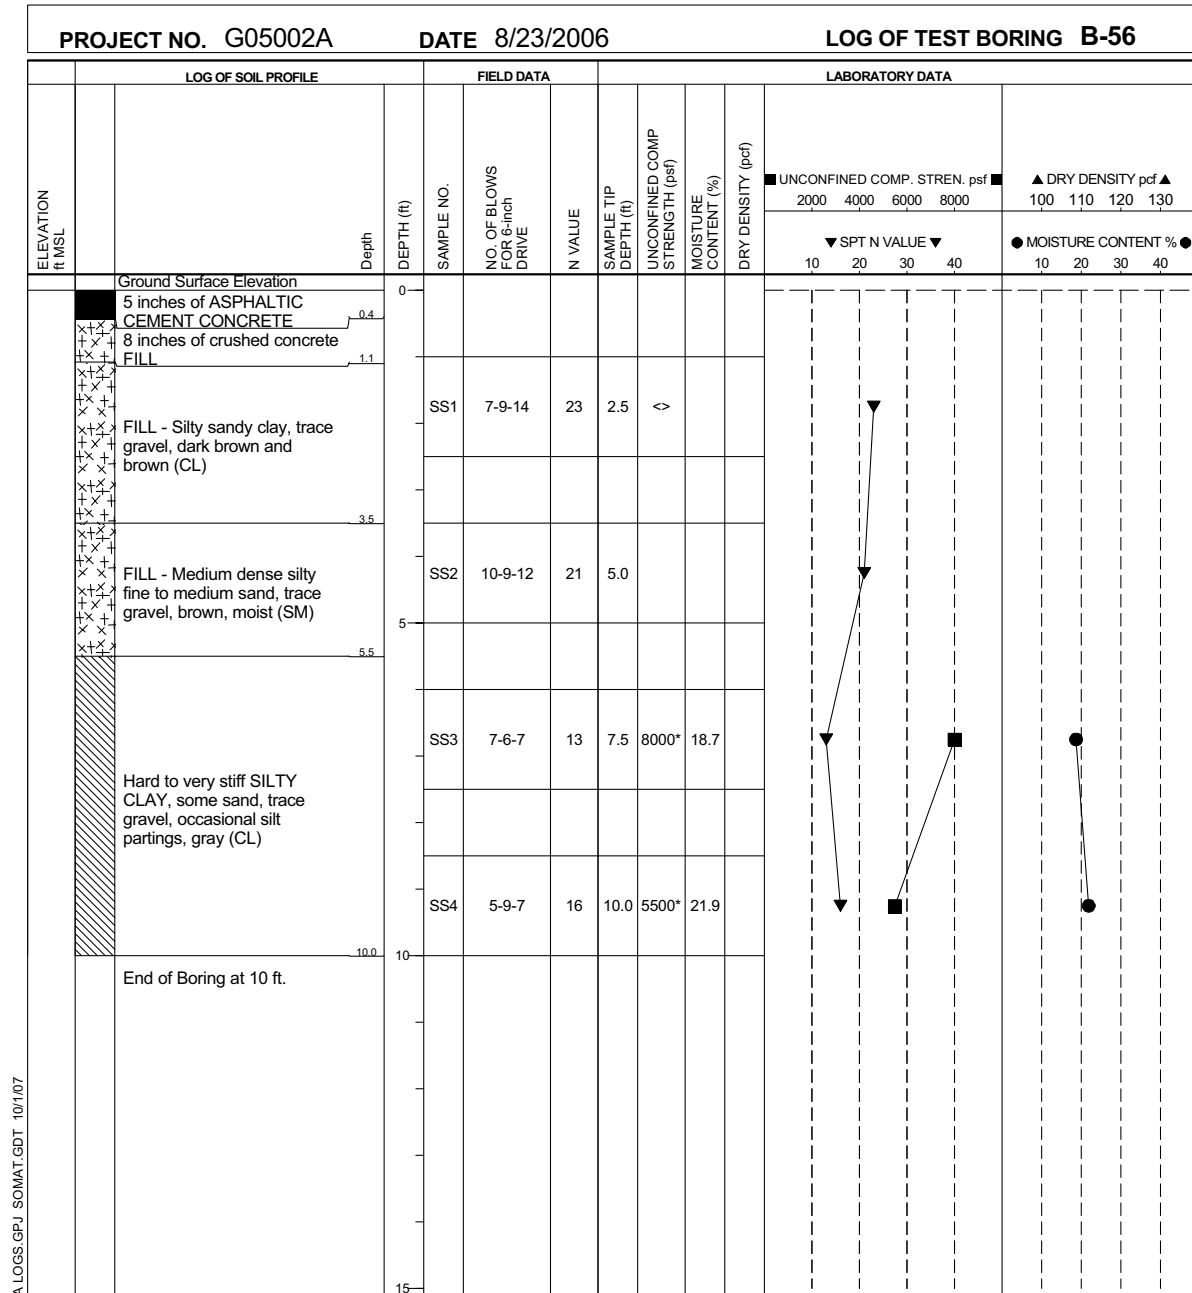 PROJECT NO. G05002A DATE 8/23/2006 LOG OF TEST BORING B-56
LOG OF SOIL PROFILE FIELD DATA LABORATORY DATA
ELEVATION
ft MSL
Depth
DEPTH (ft)
SAMPLE NO.
NO. OF BLOWS
FOR 6-inch
DRIVE
N VALUE
SAMPLE TIP
DEPTH (ft)
UNCONFINED COMP
STRENGTH (psf)
MOISTURE
CONTENT (%)
DRY DENSITY (pcf)
■ UNCONFINED COMP. STREN. psf ■
2000 4000 6000 8000
▼ SPT N VALUE ▼
10 20 30 40
▲ DRY DENSITY pcf ▲
100 110 120 130
● MOISTURE CONTENT % ●
10 20 30 40
Ground Surface Elevation
0
5 inches of ASPHALTIC
CEMENT CONCRETE
0.4
8 inches of crushed concrete
FILL
1.1
SS1 7-9-14 23 2.5 <>
FILL - Silty sandy clay, trace
gravel, dark brown and
brown (CL)
3.5
SS2 10-9-12 21 5.0
FILL - Medium dense silty
fine to medium sand, trace
gravel, brown, moist (SM)
5
5.5
SS3 7-6-7 13 7.5 8000* 18.7
Hard to very stiff SILTY
CLAY, some sand, trace
gravel, occasional silt
partings, gray (CL)
SS4 5-9-7 16 10.0 5500* 21.9
10.0
10
End of Boring at 10 ft.
15
A LOGS.GPJ SOMAT.GDT 10/1/07